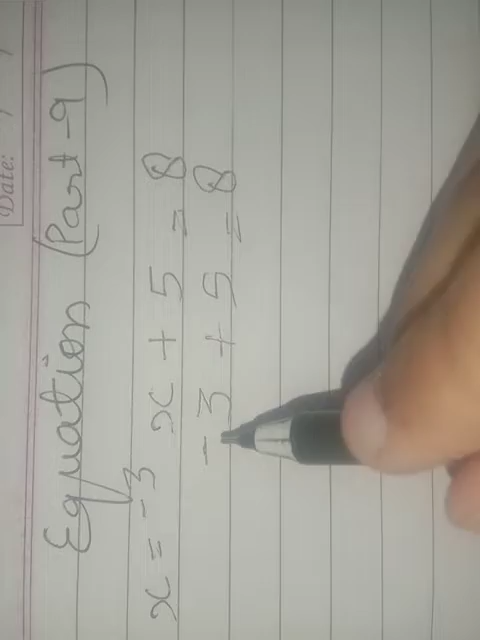 Date:
Equation (Part-9)
x = -3 x + 5 = 8
-3 + 5 = 8